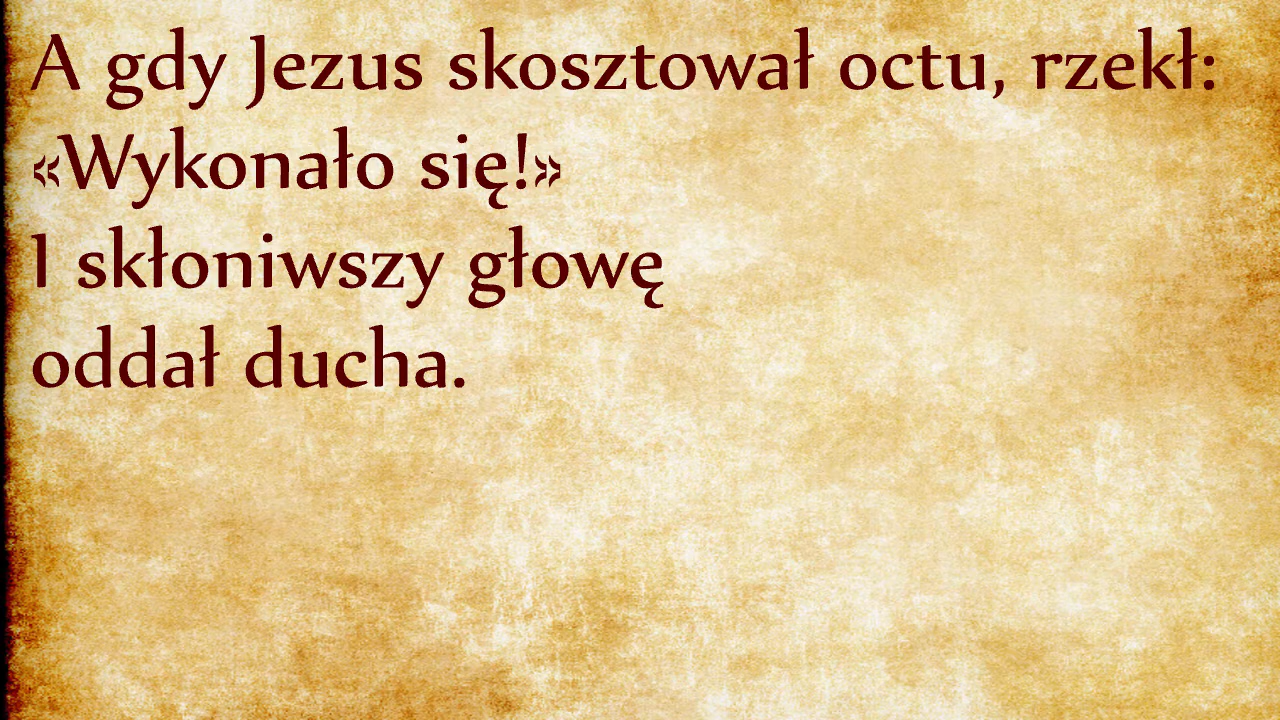 A gdy Jezus skosztował octu, rzekł:
«Wykonało się!»
I skłoniwszy głowę
oddał ducha.